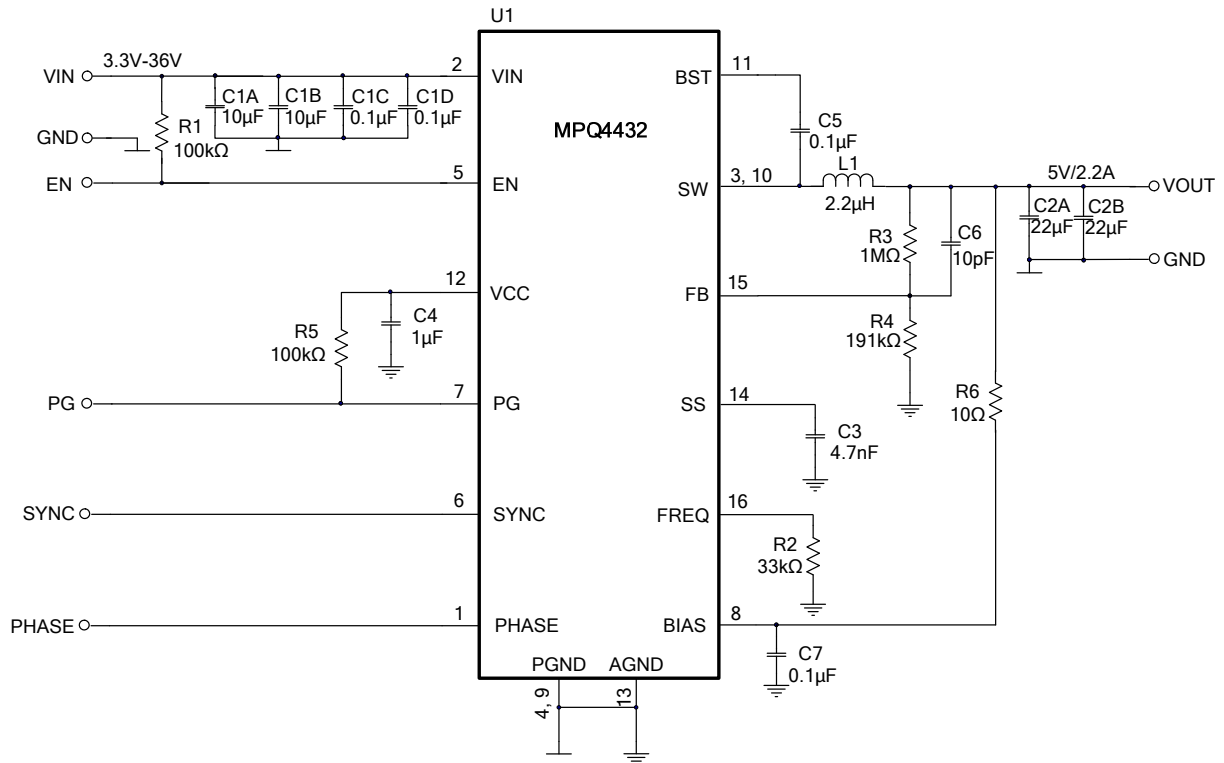 U1
MPQ4432
VIN
3.3V-36V
2
VIN
C1A
10μF
C1B
10μF
C1C
0.1μF
C1D
0.1μF
GND
R1
100kΩ
EN
5
EN
BST
11
C5
0.1μF
SW
3, 10
L1
2.2μH
5V/2.2A
VOUT
C2A
22μF
C2B
22μF
GND
R3
1MΩ
C6
10pF
FB
15
R4
191kΩ
12
VCC
R5
100kΩ
C4
1μF
PG
7
PG
SS
14
C3
4.7nF
R6
10Ω
SYNC
6
SYNC
FREQ
16
R2
33kΩ
PHASE
1
PHASE
BIAS
8
C7
0.1μF
PGND
AGND
4, 9
13